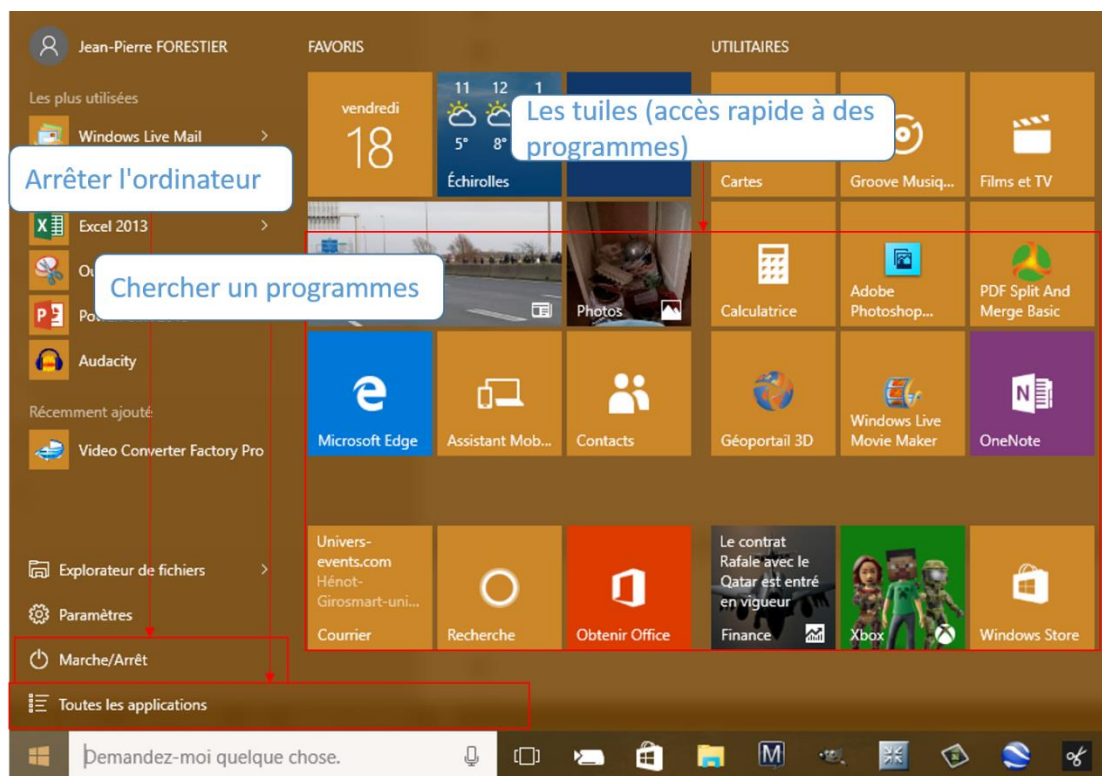 Jean-Pierre FORESTIER
FAVORIS
UTILITAIRES
Les plus utilisées
Windows Live Mail
Arrêter l'ordinateur
Excel 2013
Chercher un programmes
Audacity
Récemment ajouté
Video Converter Factory Pro
Explorateur de fichiers
Paramètres
Marche/Arrêt
Toutes les applications
vendredi
18
11 12 1
5° 8°
Échirolles
Les tuiles (accès rapide à des
programmes)
Cartes
Groove Musiq...
Films et TV
Photos
Calculatrice
Adobe
Photoshop...
PDF Split And
Merge Basic
Microsoft Edge
Assistant Mob...
Contacts
Géoportail 3D
Windows Live
Movie Maker
OneNote
Univers-
events.com
Hénot-
Girosmart-uni...
Courrier
Recherche
Obtenir Office
Le contrat
Rafale avec le
Qatar est entré
en vigueur
Finance
Xbox
Windows Store
Demandez-moi quelque chose.